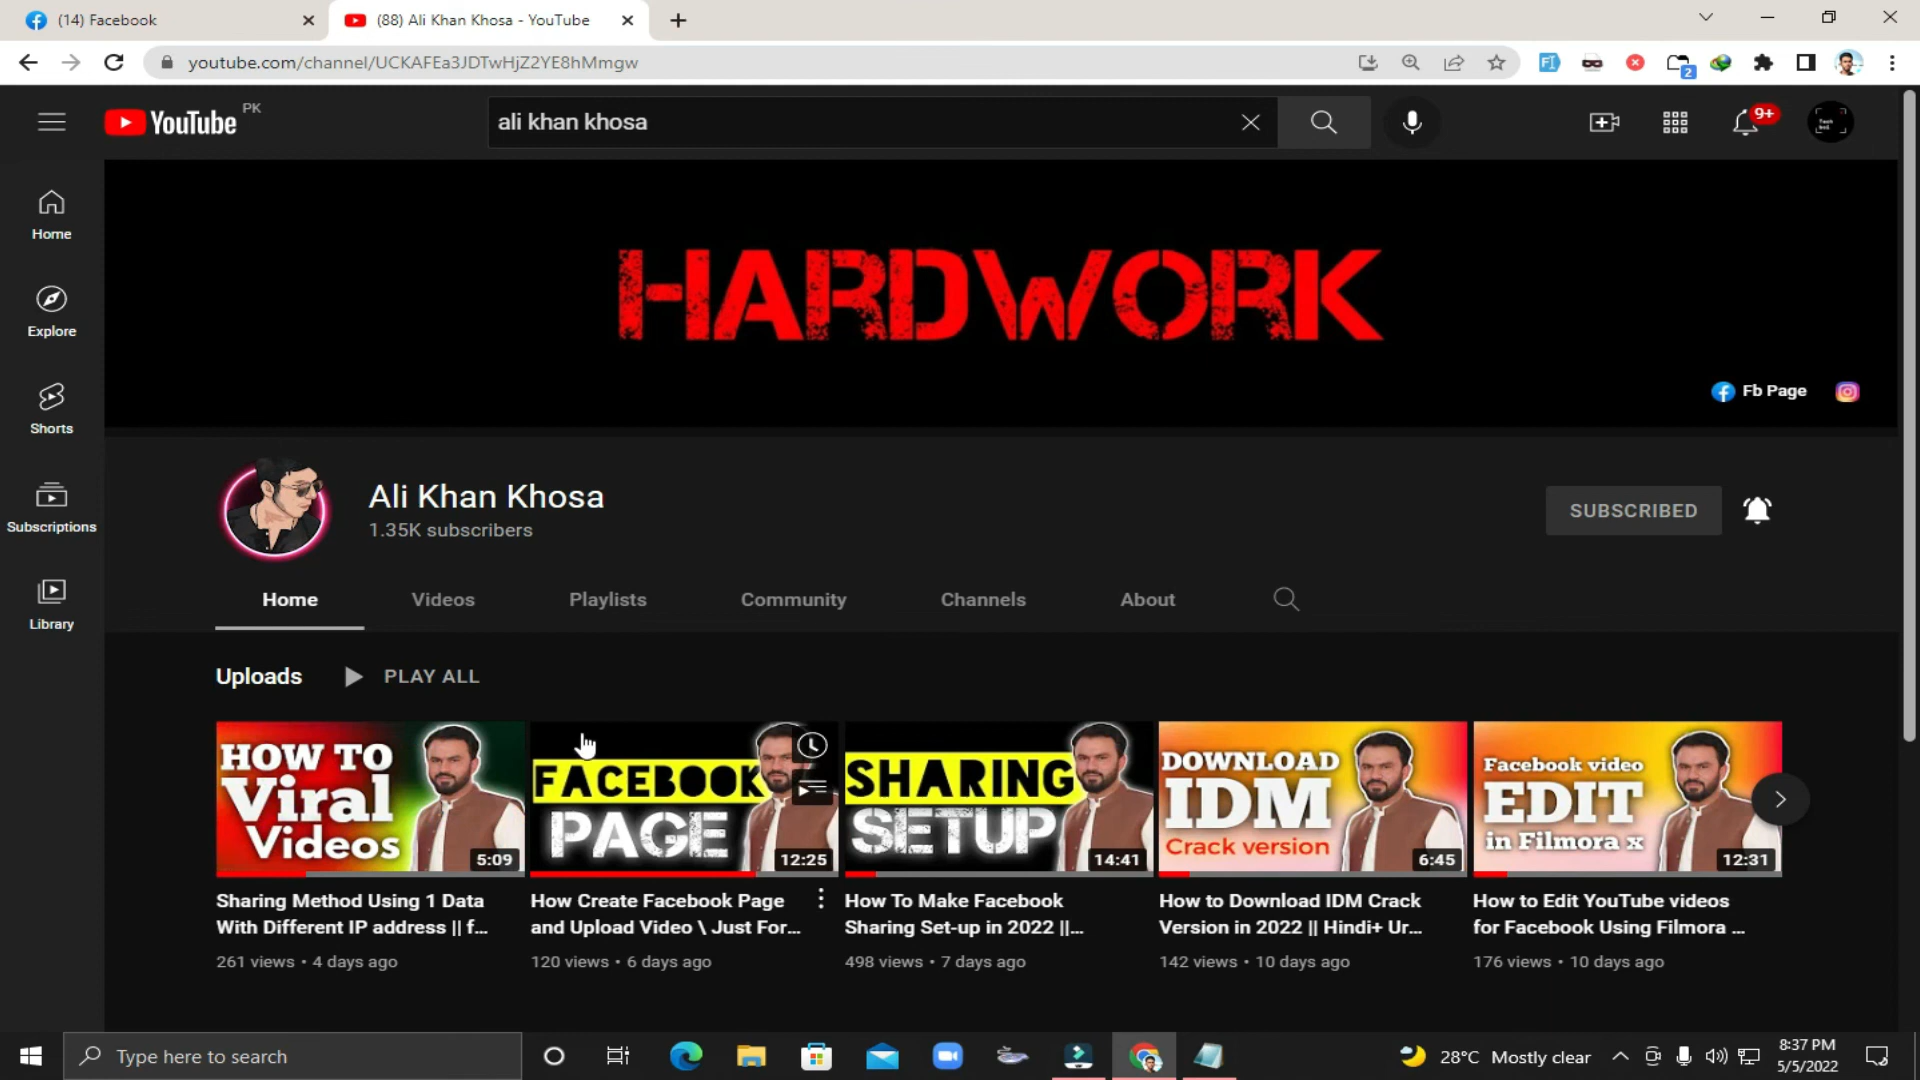 (14) Facebook
(88) Ali Khan Khosa - YouTube
youtube.com/channel/UCKAFEa3JDTwHjZ2YE8hMmgw
FI
2
YouTube PK
ali khan khosa
9+
Home
Explore
Shorts
Subscriptions
Library
HARDWORK
Fb Page
Ali Khan Khosa
1.35K subscribers
SUBSCRIBED
Home
Videos
Playlists
Community
Channels
About
Uploads
PLAY ALL
HOW TO
Viral
Videos
5:09
Sharing Method Using 1 Data
With Different IP address || f...
261 views • 4 days ago
FACEBOOK
PAGE
12:25
How Create Facebook Page
and Upload Video \ Just For...
120 views • 6 days ago
SHARING
SETUP
14:41
How To Make Facebook
Sharing Set-up in 2022 ||...
498 views • 7 days ago
DOWNLOAD
IDM
Crack version
6:45
How to Download IDM Crack
Version in 2022 || Hindi+ Ur...
142 views • 10 days ago
Facebook video
EDIT
in Filmora x
12:31
How to Edit YouTube videos
for Facebook Using Filmora ...
176 views • 10 days ago
Type here to search
28°C Mostly clear
8:37 PM
5/5/2022